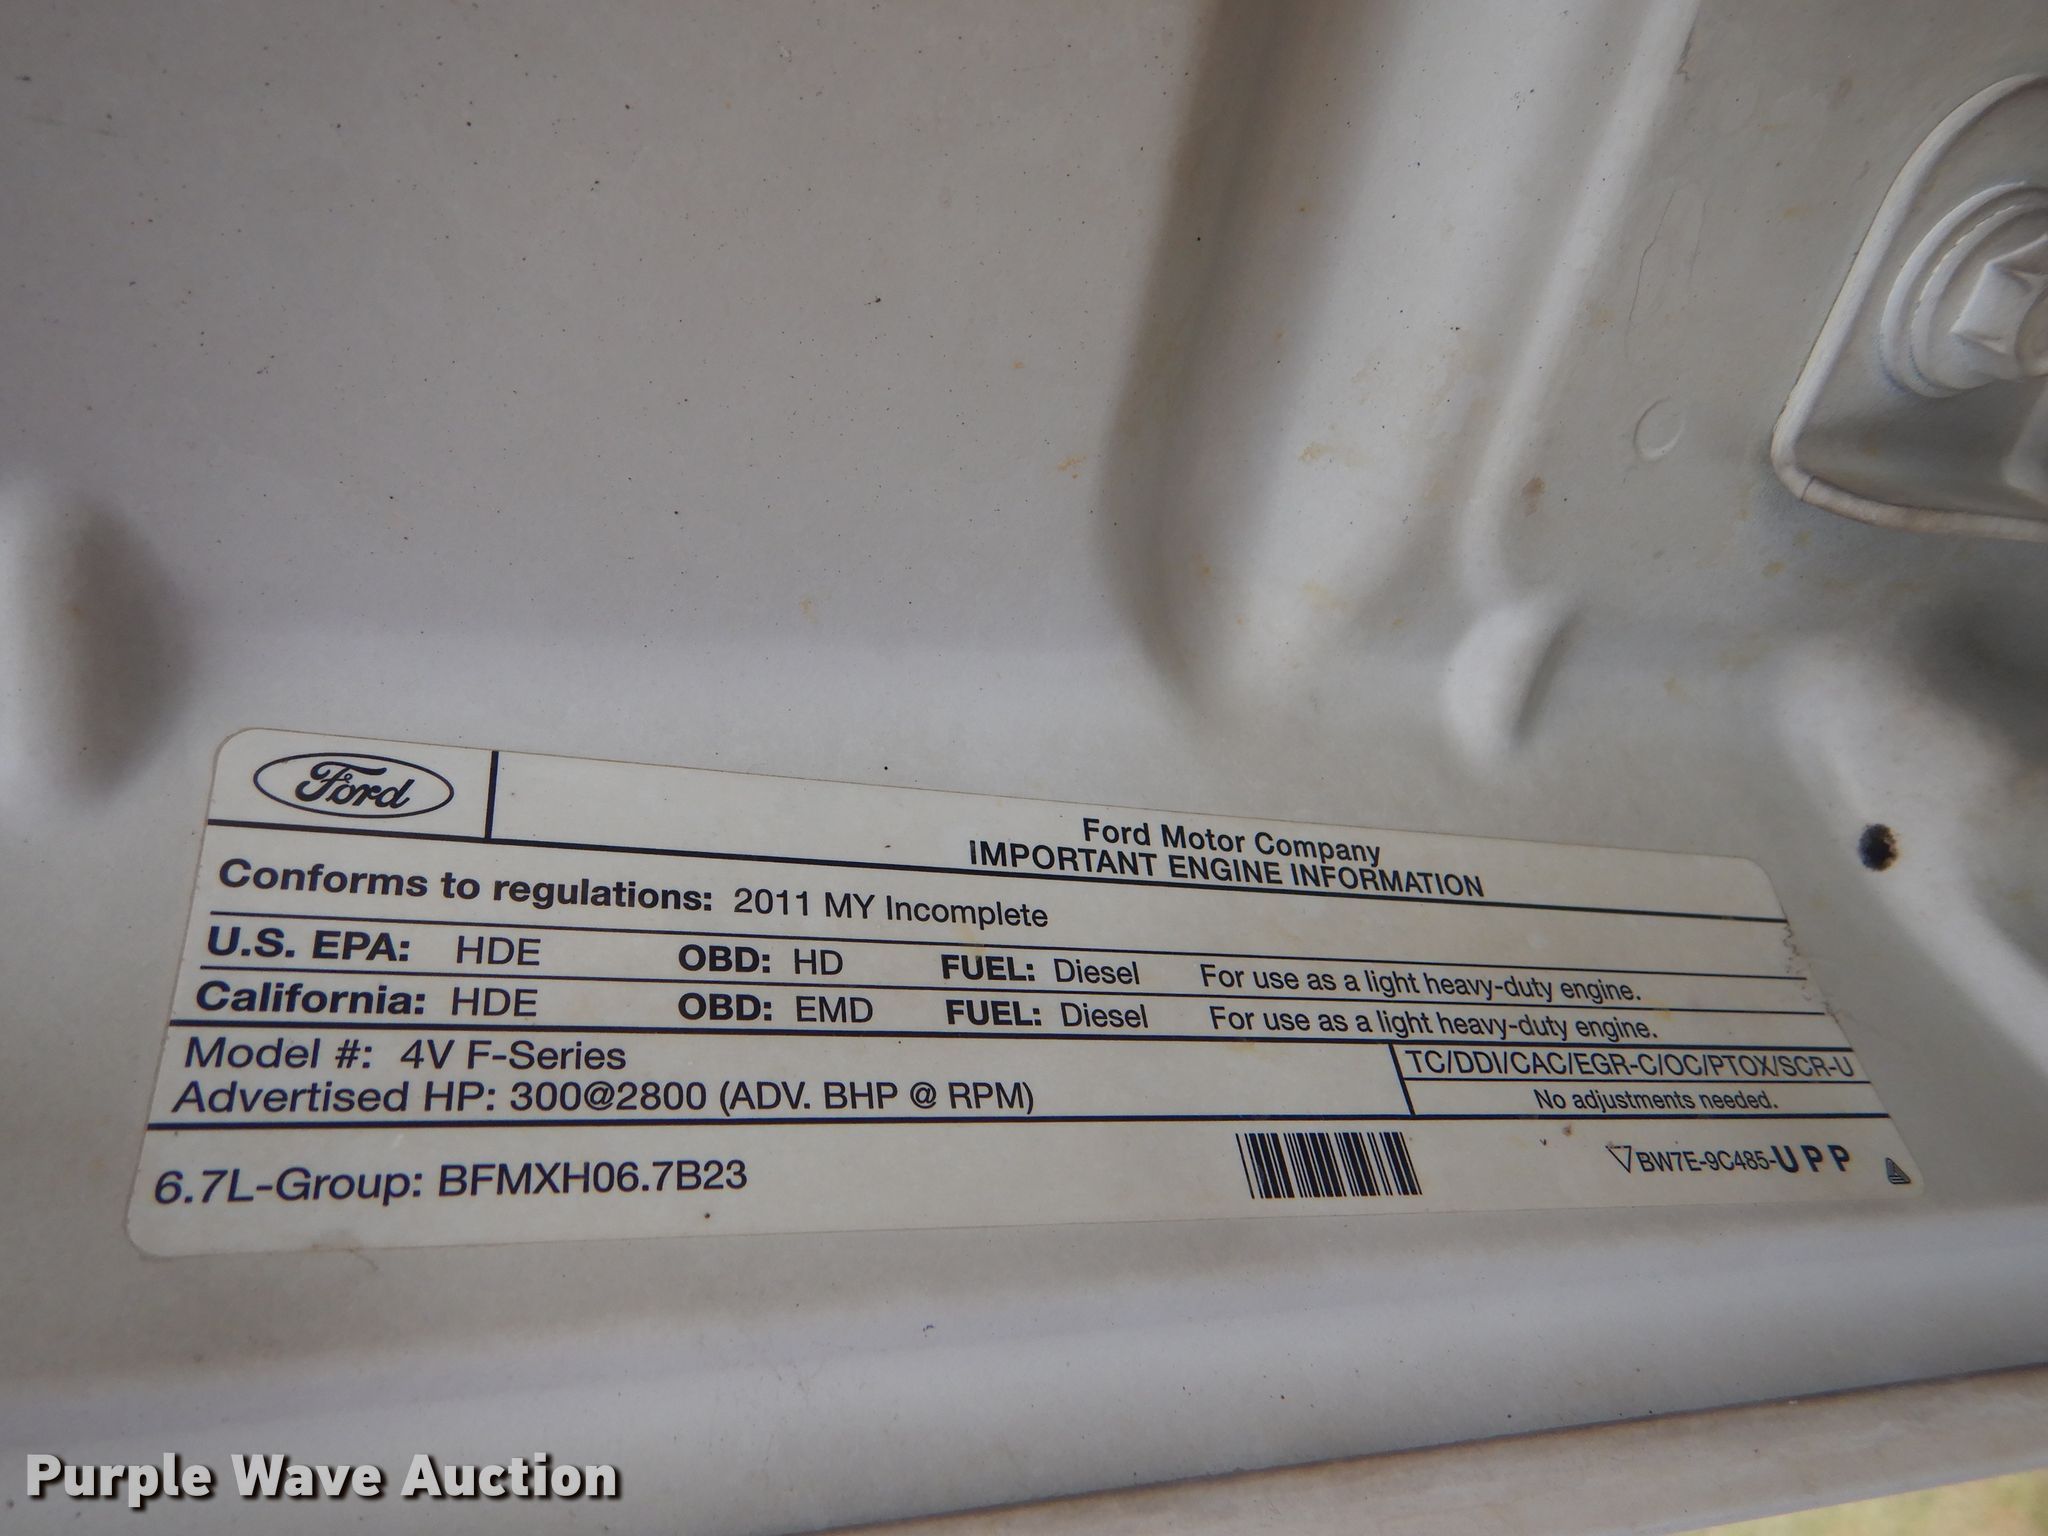 Ford
Ford Motor Company
IMPORTANT ENGINE INFORMATION
Conforms to regulations: 2011 MY Incomplete
U.S. EPA: HDE OBD: HD FUEL: Diesel For use as a light heavy-duty engine.
California: HDE OBD: EMD FUEL: Diesel For use as a light heavy-duty engine.
Model #: 4V F-Series
Advertised HP: 300@2800 (ADV. BHP @ RPM)
TC/DDI/CAC/EGR-C/OC/PTOX/SCR-U
No adjustments needed.
6.7L-Group: BFMXH06.7B23
BW7E-9C485-UPP
Purple Wave Auction